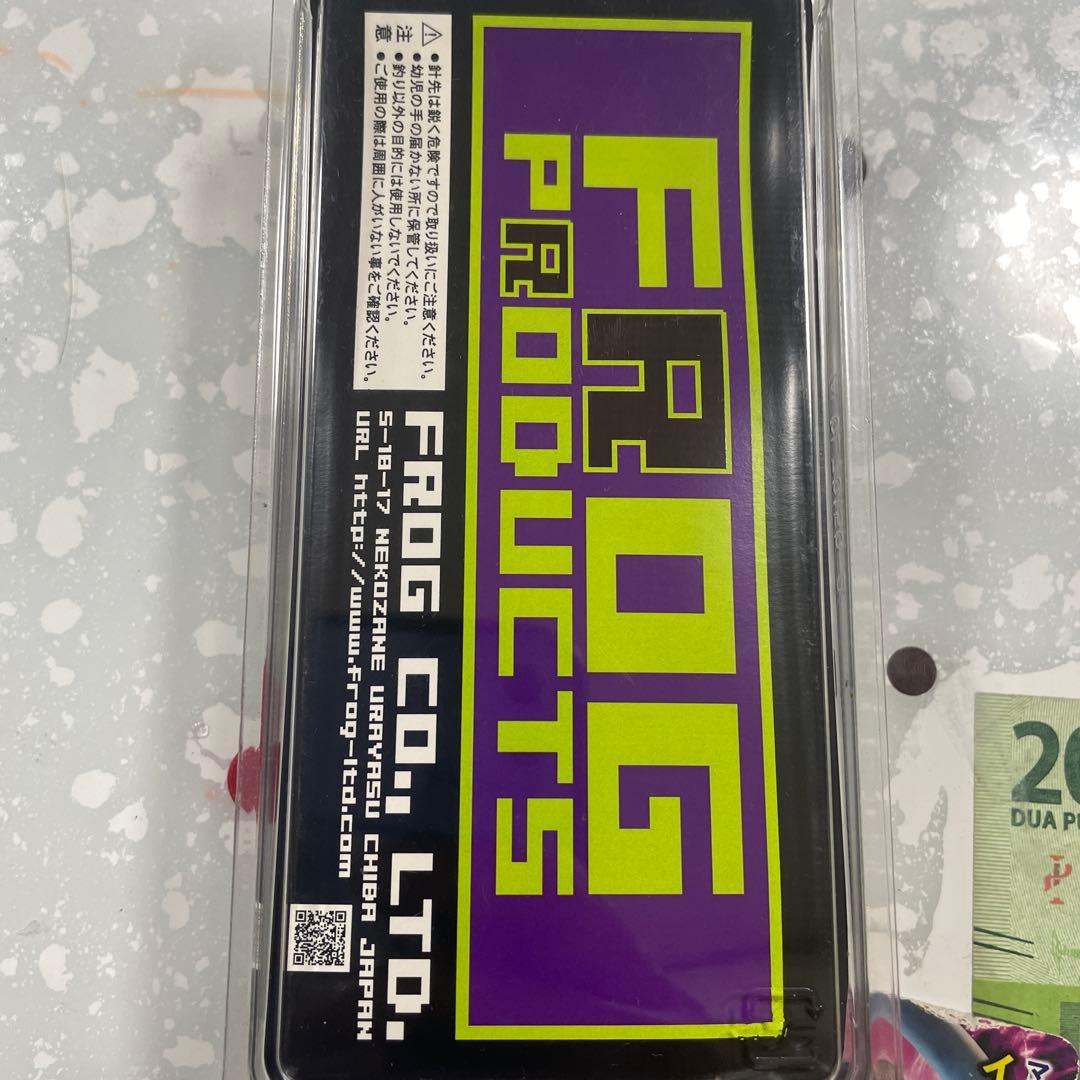 FROG
PRODUCTS
⚠注意
●針先は鋭く危険ですので取り扱いにご注意ください。
●幼児の手の届かない所に保管してください。
●釣り以外の目的には使用しないでください。
●ご使用の際は周囲に人がいない事をご確認ください。
FROG CO., LTD.
5-18-17 NEKOZANE URAYASU CHIBA JAPAN
URL http://www.frog-ltd.com
20
DUA PU
マ
イ